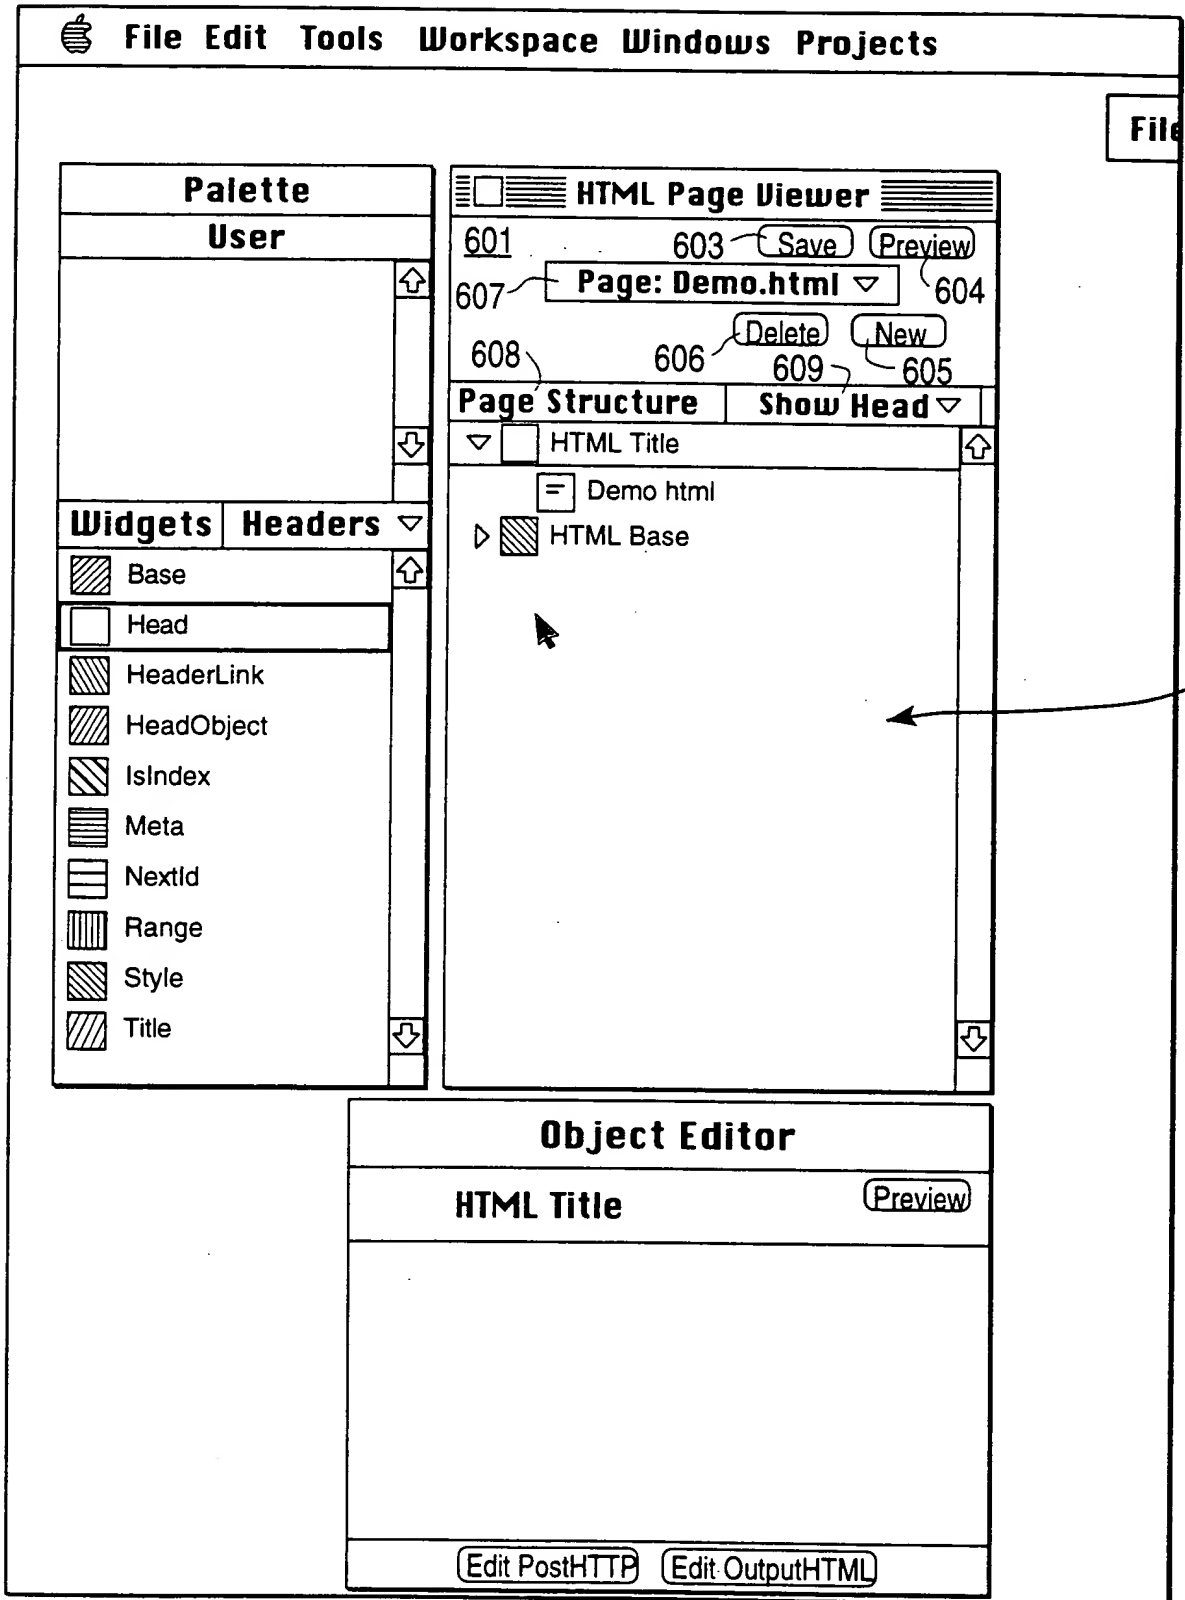 File Edit Tools Workspace Windows Projects
File
Palette
User
Widgets Headers
Base
Head
HeaderLink
HeadObject
IsIndex
Meta
NextId
Range
Style
Title
HTML Page Viewer
601 603 Save Preview
607 Page: Demo.html 604
Delete New
608 606 609 605
Page Structure Show Head
HTML Title
Demo html
HTML Base
Object Editor
HTML Title Preview
Edit PostHTTP Edit OutputHTML